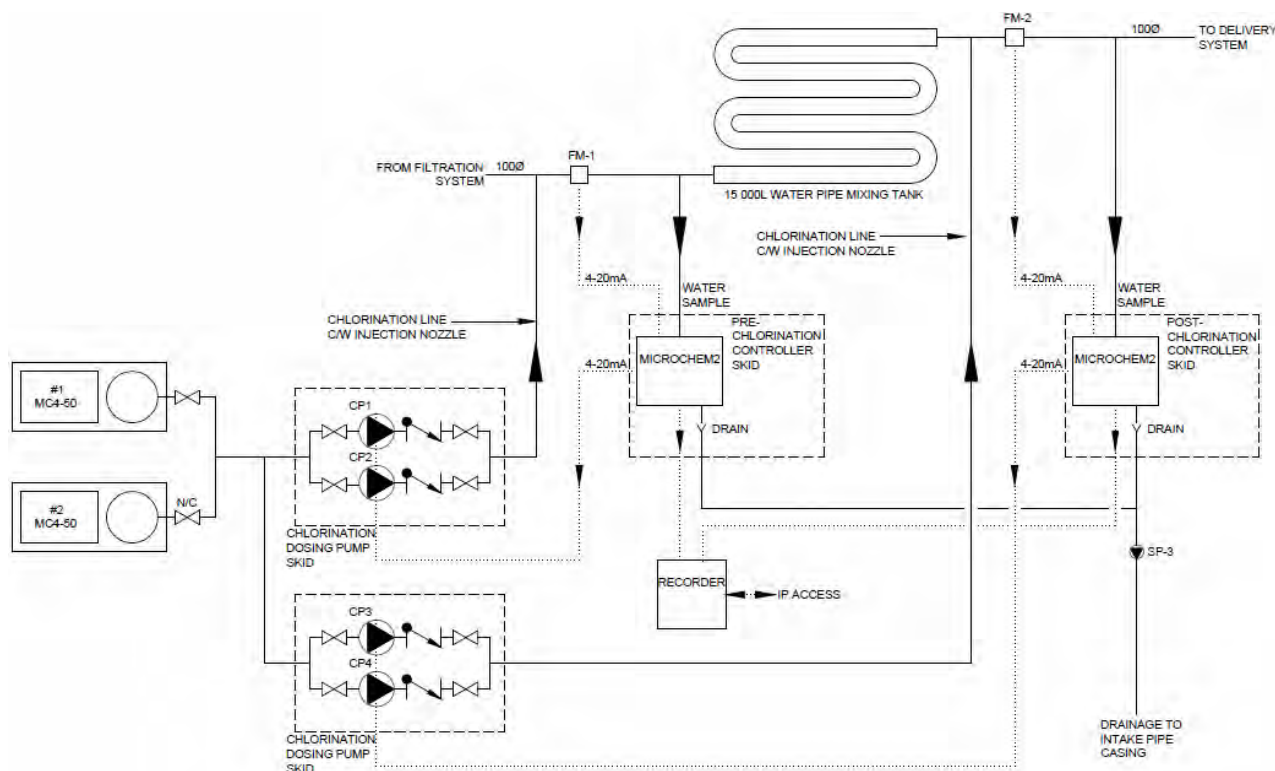 FM-2
100Ø
TO DELIVERY
SYSTEM
FM-1
FROM FILTRATION
SYSTEM
100Ø
15 000L WATER PIPE MIXING TANK
CHLORINATION LINE
C/W INJECTION NOZZLE
4-20mA
WATER
SAMPLE
4-20mA
WATER
SAMPLE
CHLORINATION LINE
C/W INJECTION NOZZLE
PRE-
CHLORINATION
CONTROLLER
SKID
MICROCHEM2
4-20mA
DRAIN
POST-
CHLORINATION
CONTROLLER
SKID
MICROCHEM2
4-20mA
DRAIN
#1
MC4-50
#2
MC4-50
N/C
CP1
CP2
CHLORINATION
DOSING PUMP
SKID
RECORDER
IP ACCESS
SP-3
CP3
CP4
CHLORINATION
DOSING PUMP
SKID
DRAINAGE TO
INTAKE PIPE
CASING